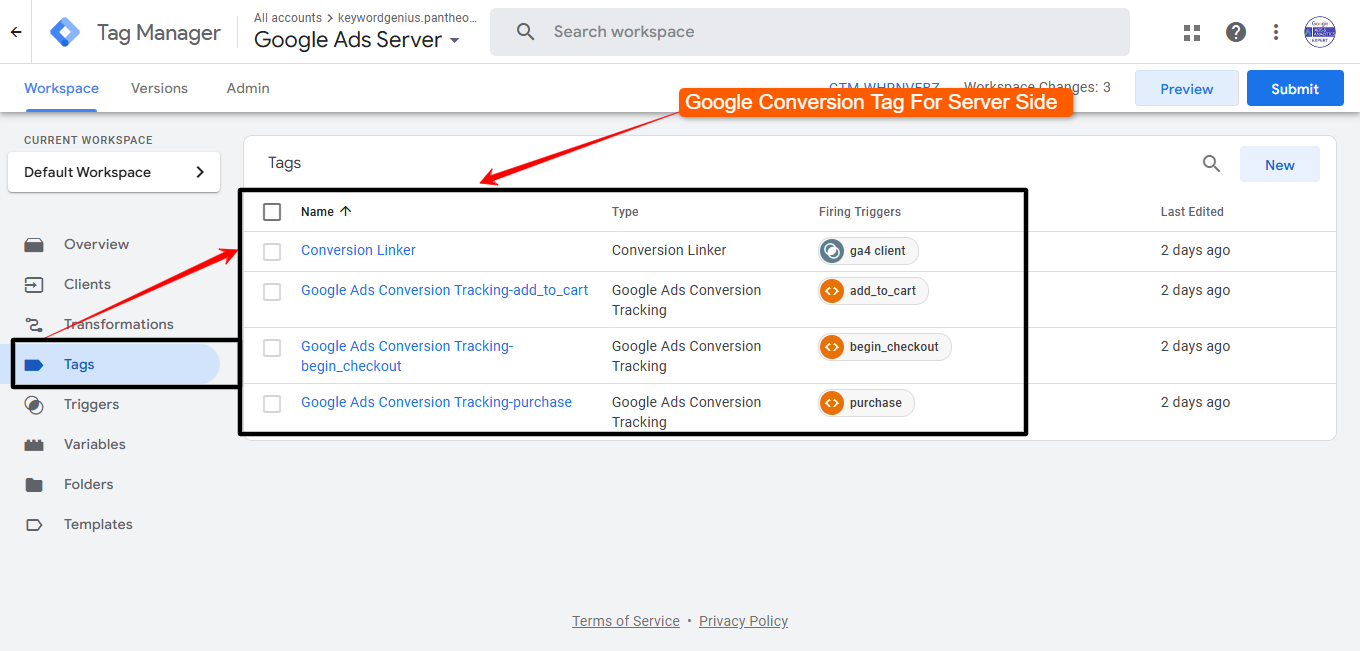 Tag Manager
All accounts > keywordgenius.pantheo...
Google Ads Server
Search workspace
Workspace
Versions
Admin
Workspace Changes: 3
Preview
Submit
Google Conversion Tag For Server Side
CURRENT WORKSPACE
Default Workspace
Overview
Clients
Transformations
Tags
Triggers
Variables
Folders
Templates
Tags
New
Name
Type
Firing Triggers
Last Edited
Conversion Linker
Conversion Linker
ga4 client
2 days ago
Google Ads Conversion Tracking-add_to_cart
Google Ads Conversion
Tracking
add_to_cart
2 days ago
Google Ads Conversion Tracking-
begin_checkout
Google Ads Conversion
Tracking
begin_checkout
2 days ago
Google Ads Conversion Tracking-purchase
Google Ads Conversion
Tracking
purchase
2 days ago
Terms of Service • Privacy Policy